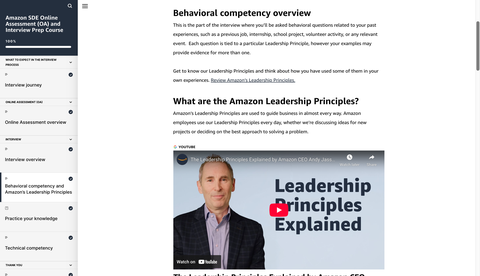 Amazon SDE Online
Assessment (OA) and
Interview Prep Course
100%
WHAT TO EXPECT IN THE INTERVIEW
PROCESS
Interview journey
ONLINE ASSESSMENT (OA)
Online Assessment overview
INTERVIEW
Interview overview
Behavioral competency and
Amazon's Leadership Principles
Practice your knowledge
Technical competency
THANK YOU
Behavioral competency overview
This is the part of the interview where you'll be asked behavioral questions related to your past
experiences, such as a previous job, internship, school project, volunteer activity, or any relevant
event. Each question is tied to a particular Leadership Principle, however your examples may
provide evidence for more than one.
Get to know our Leadership Principles and think about how you have used some of them in your
own experiences. Review Amazon's Leadership Principles.
What are the Amazon Leadership Principles?
Amazon's Leadership Principles are used to guide business in almost every way. Amazon
employees use our Leadership Principles every day, whether we're discussing ideas for new
projects or deciding on the best approach to solving a problem.
YOUTUBE
The Leadership Principles Explained by Amazon CEO Andy Jass...
Leadership
Principles
Explained
Watch on YouTube
The Leadership Principles Explained by Amazon CEO